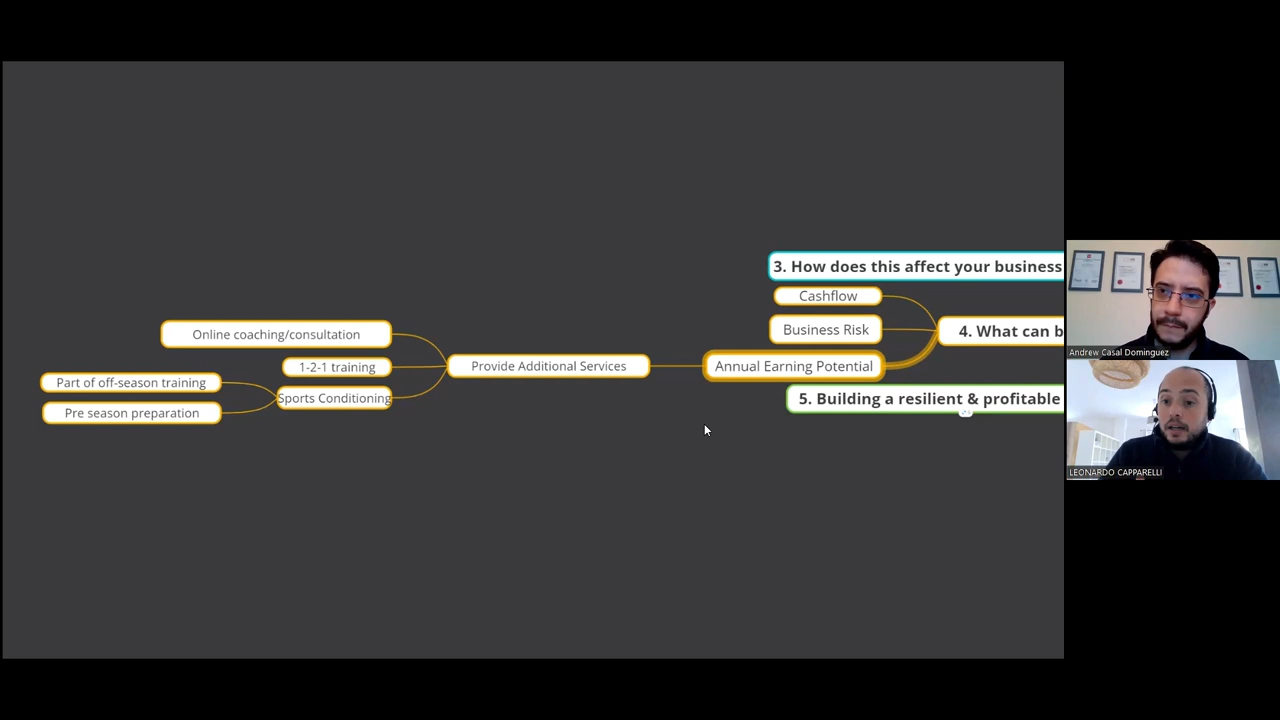 3. How does this affect your business
Cashflow
Business Risk
4. What can b
Annual Earning Potential
5. Building a resilient & profitable
Provide Additional Services
Online coaching/consultation
1-2-1 training
Sports Conditioning
Part of off-season training
Pre season preparation
Andrew Casal Dominguez
LEONARDO CAPPARELLI